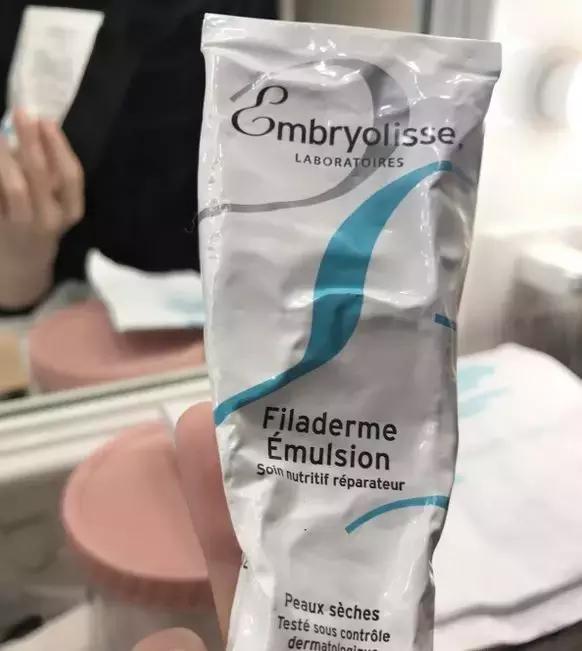 Embryolisse
LABORATOIRES
Filaderme
Émulsion
Soin nutritif réparateur
Peaux sèches
Testé sous contrôle